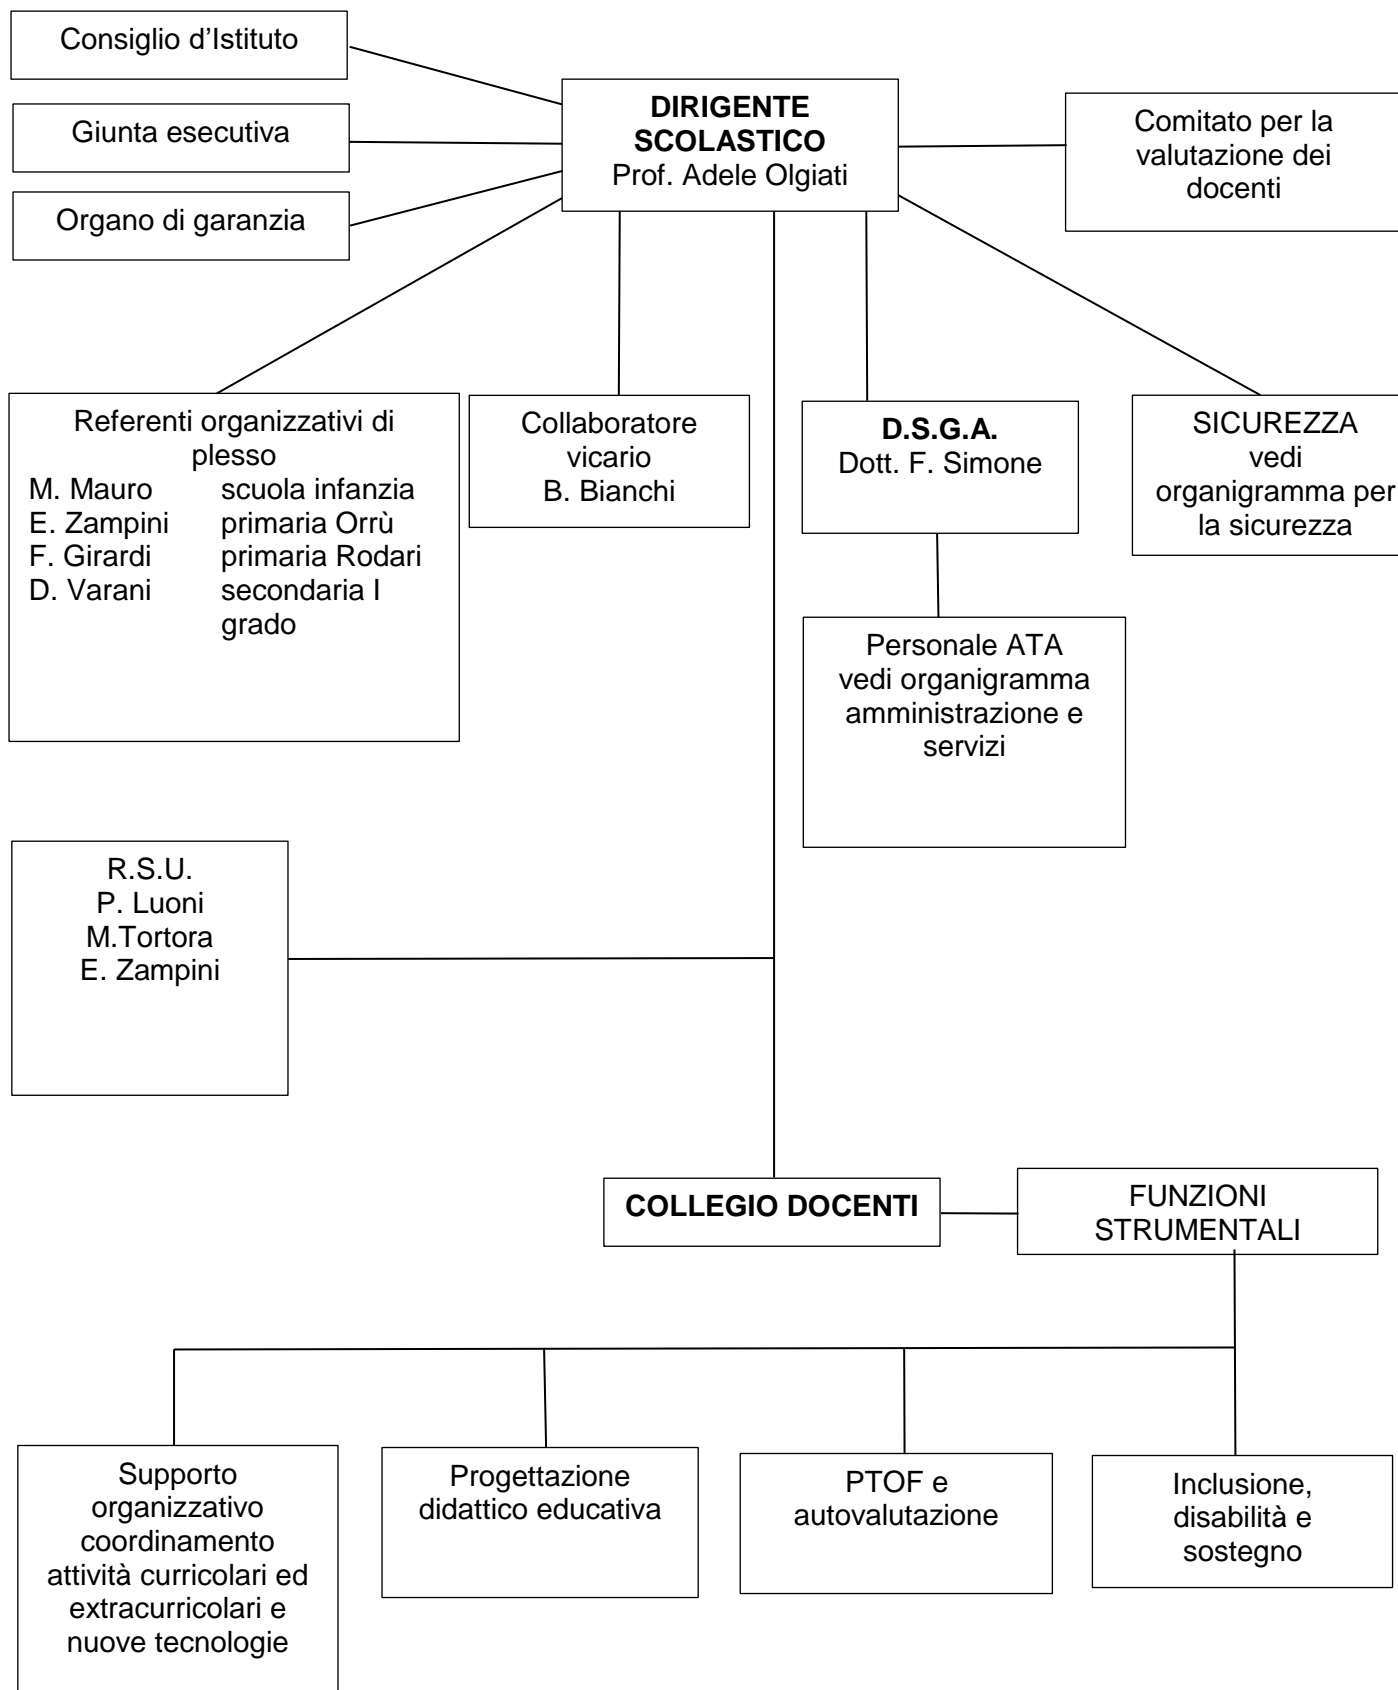 Consiglio d'Istituto
Giunta esecutiva
Organo di garanzia
DIRIGENTE
SCOLASTICO
Prof. Adele Olgiati
Comitato per la
valutazione dei
docenti
Referenti organizzativi di
plesso
M. Mauro scuola infanzia
E. Zampini primaria Orrù
F. Girardi primaria Rodari
D. Varani secondaria I
grado
Collaboratore
vicario
B. Bianchi
D.S.G.A.
Dott. F. Simone
SICUREZZA
vedi
organigramma per
la sicurezza
Personale ATA
vedi organigramma
amministrazione e
servizi
R.S.U.
P. Luoni
M.Tortora
E. Zampini
COLLEGIO DOCENTI
FUNZIONI
STRUMENTALI
Supporto
organizzativo
coordinamento
attività curricolari ed
extracurricolari e
nuove tecnologie
Progettazione
didattico educativa
PTOF e
autovalutazione
Inclusione,
disabilità e
sostegno